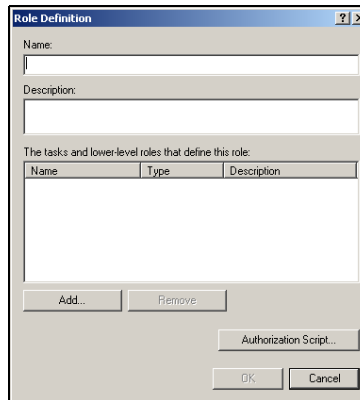 Role Definition
Name:
Description:
The tasks and lower-level roles that define this role:
Name Type Description
Add... Remove
Authorization Script...
OK Cancel